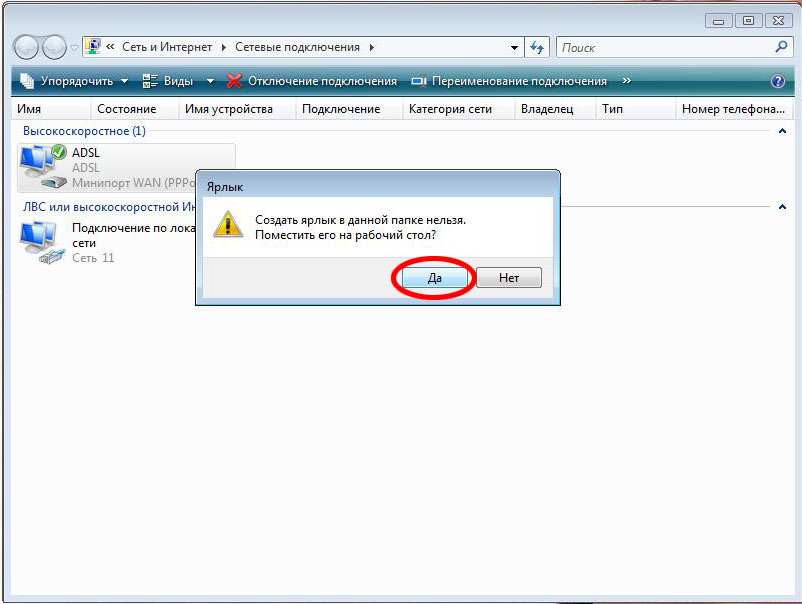 « Сеть и Интернет Сетевые подключения Поиск
Упорядочить Виды Отключение подключения Переименование подключения »
Имя Состояние Имя устройства Подключение Категория сети Владелец Тип Номер телефона...
Высокоскоростное (1)
ADSL
ADSL
Минипорт WAN (PPPo
ЛВС или высокоскоростной Ин
Подключение по лока
сети
Сеть 11
Ярлык
Создать ярлык в данной папке нельзя.
Поместить его на рабочий стол?
Да Нет